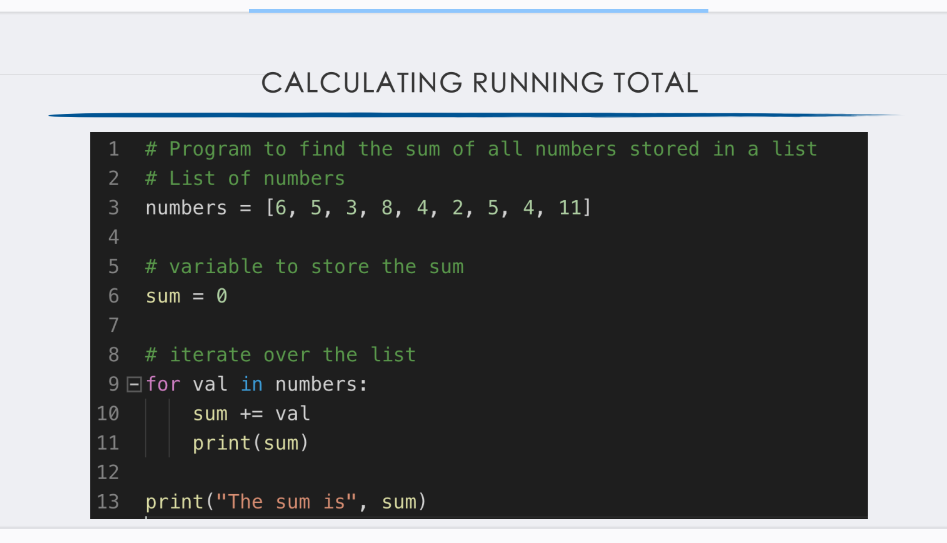 CALCULATING RUNNING TOTAL
1 # Program to find the sum of all numbers stored in a list
2 # List of numbers
3 numbers = [6, 5, 3, 8, 4, 2, 5, 4, 11]
4
5 # variable to store the sum
6 sum = 0
7
8 # iterate over the list
9 for val in numbers:
10     sum += val
11     print(sum)
12
13 print("The sum is", sum)